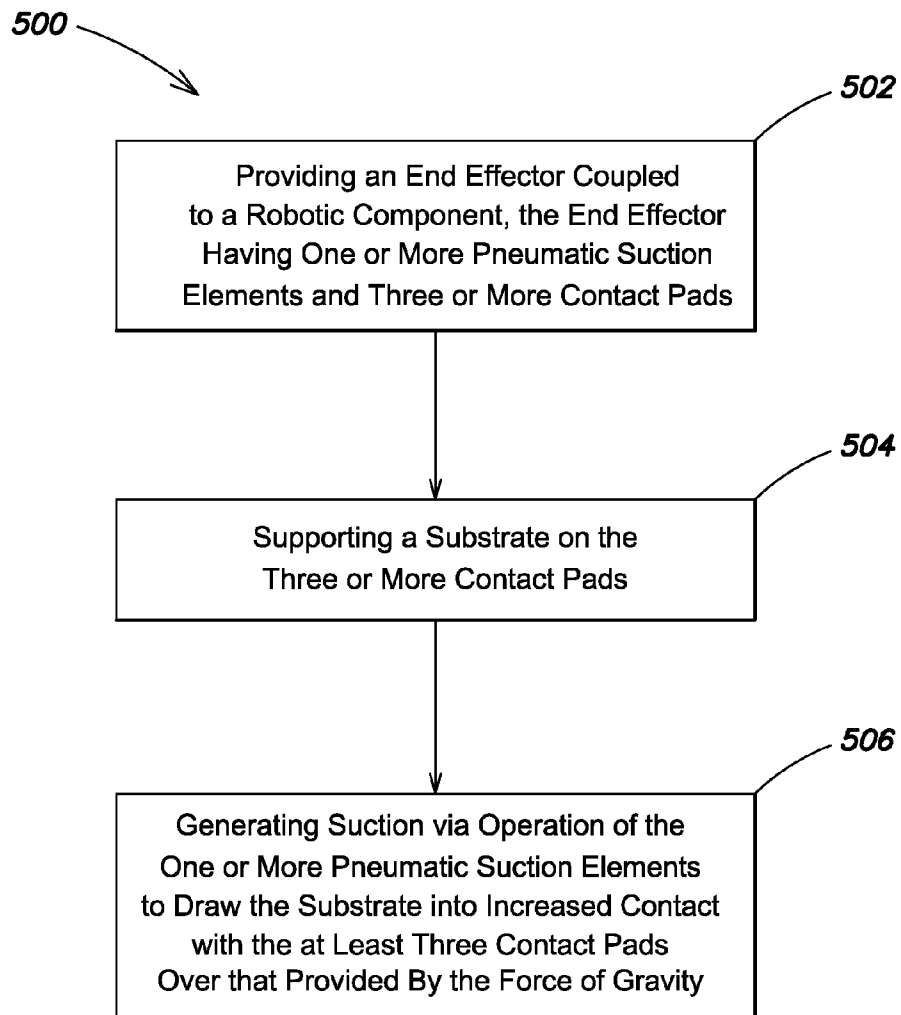 500
502
Providing an End Effector Coupled
to a Robotic Component, the End Effector
Having One or More Pneumatic Suction
Elements and Three or More Contact Pads
504
Supporting a Substrate on the
Three or More Contact Pads
506
Generating Suction via Operation of the
One or More Pneumatic Suction Elements
to Draw the Substrate into Increased Contact
with the at Least Three Contact Pads
Over that Provided By the Force of Gravity